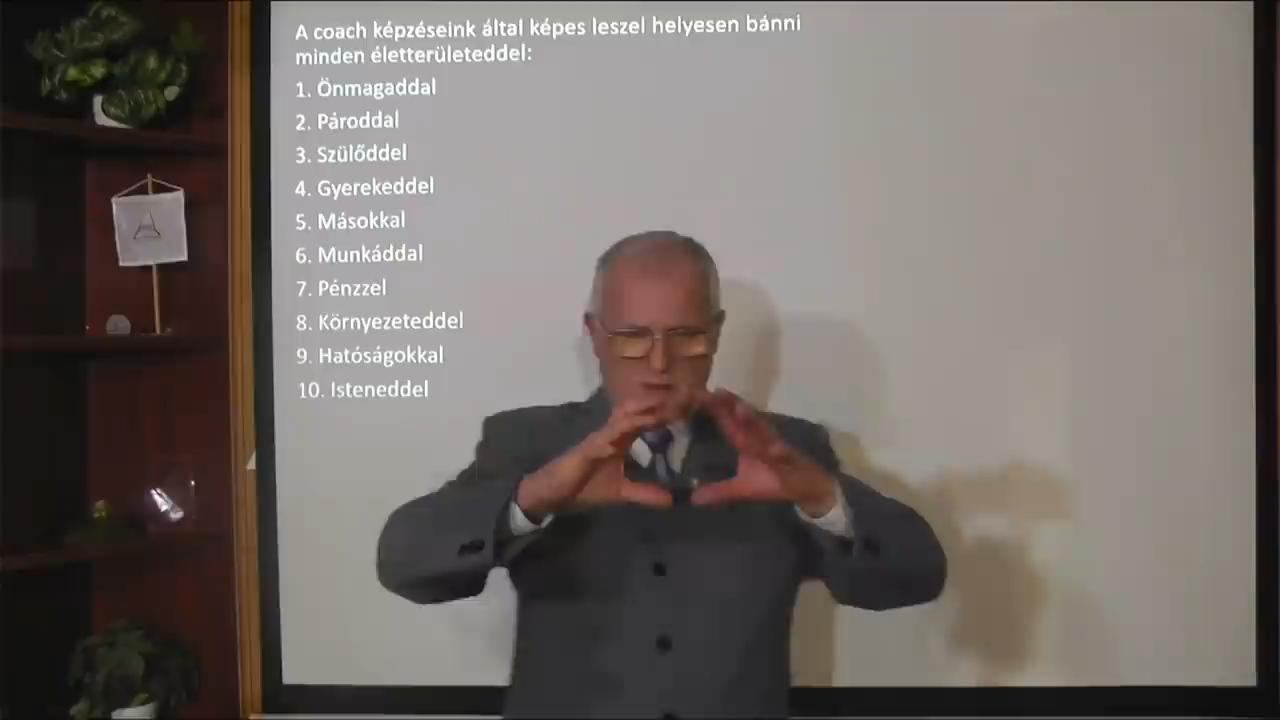 A coach képzéseink által képes leszel helyesen bánni
minden életterületeddel:
1. Önmagaddal
2. Pároddal
3. Szülőddel
4. Gyerekeddel
5. Másokkal
6. Munkáddal
7. Pénzzel
8. Környezeteddel
9. Hatóságokkal
10. Isteneddel